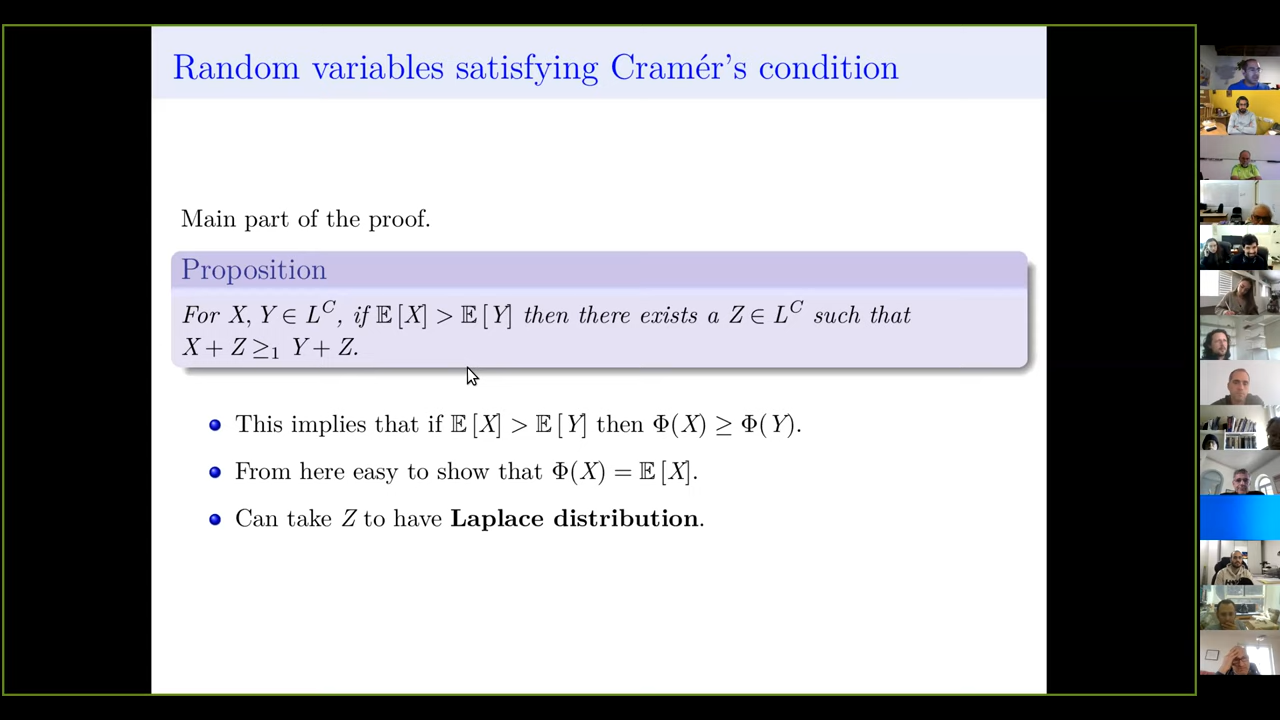 Random variables satisfying Cramér's condition
Main part of the proof.
Proposition
For X, Y ∈ L^C, if 𝔼[X] > 𝔼[Y] then there exists a Z ∈ L^C such that
X + Z ≥₁ Y + Z.
This implies that if 𝔼[X] > 𝔼[Y] then Φ(X) ≥ Φ(Y).
From here easy to show that Φ(X) = 𝔼[X].
Can take Z to have Laplace distribution.